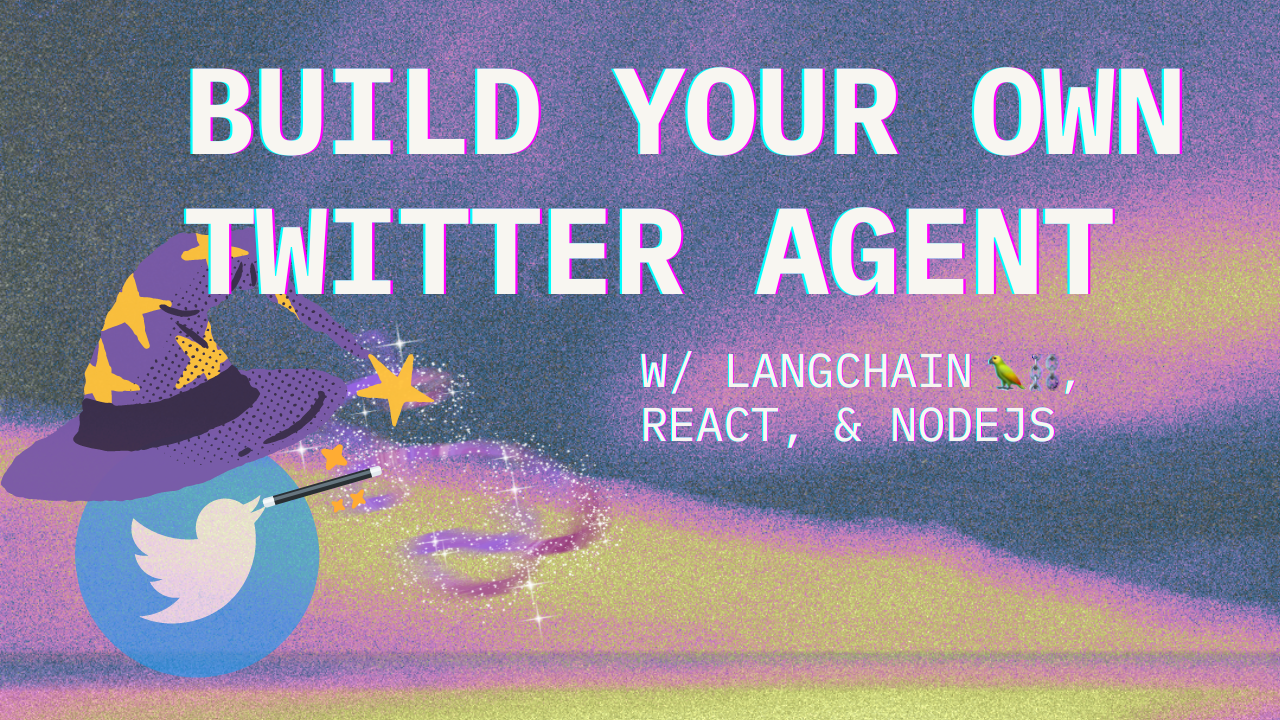 BUILD YOUR OWN
TWITTER AGENT
W/ LANGCHAIN 🦜⛓️,
REACT, & NODEJS